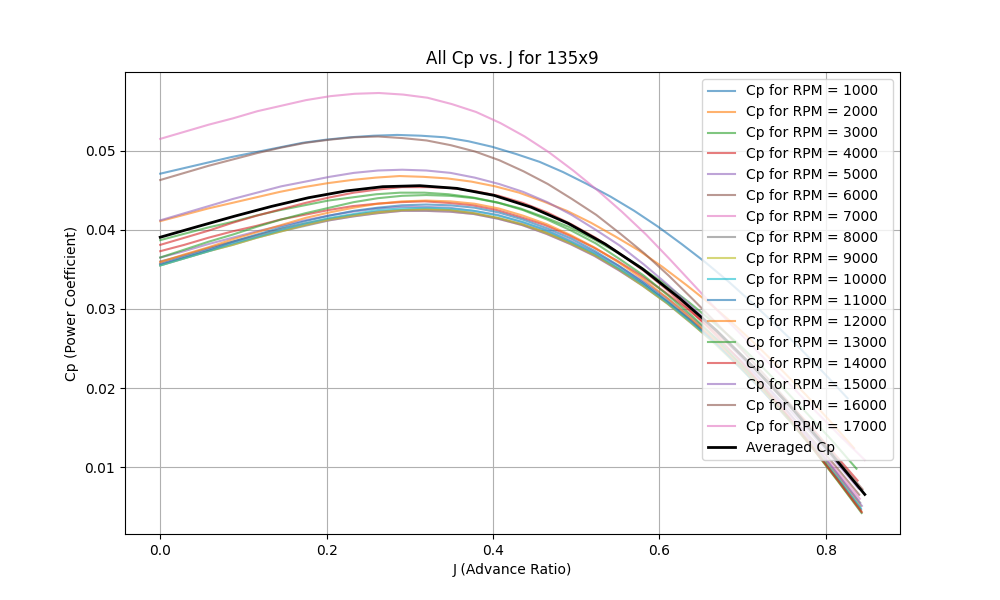 All Cp vs. J for 135x9
Cp (Power Coefficient)
0.05
0.04
0.03
0.02
0.01
0.0
0.2
0.4
0.6
0.8
J (Advance Ratio)
Cp for RPM = 1000
Cp for RPM = 2000
Cp for RPM = 3000
Cp for RPM = 4000
Cp for RPM = 5000
Cp for RPM = 6000
Cp for RPM = 7000
Cp for RPM = 8000
Cp for RPM = 9000
Cp for RPM = 10000
Cp for RPM = 11000
Cp for RPM = 12000
Cp for RPM = 13000
Cp for RPM = 14000
Cp for RPM = 15000
Cp for RPM = 16000
Cp for RPM = 17000
Averaged Cp